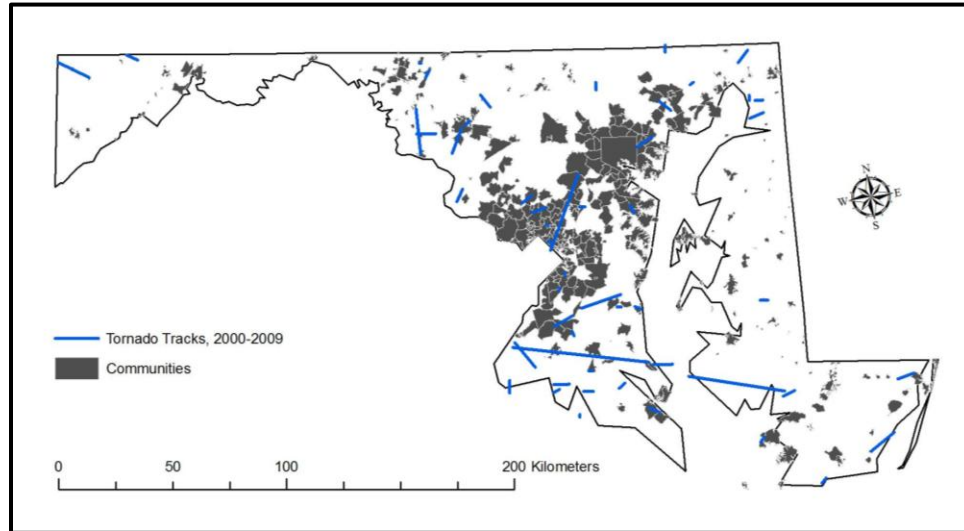 N
W E
S
Tornado Tracks, 2000-2009
Communities
0 50 100 200 Kilometers